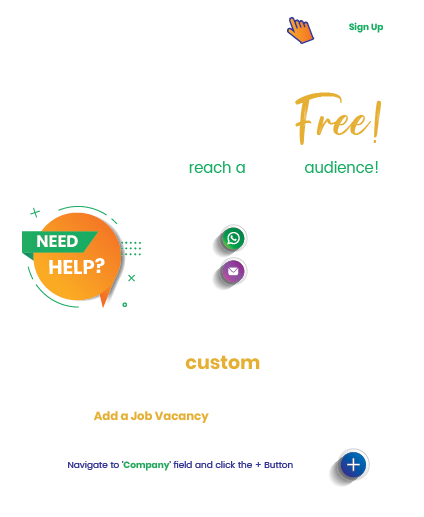 Sign Up
Free!
reach a audience!
NEED
HELP?
custom
Add a Job Vacancy
Navigate to 'Company' field and click the + Button